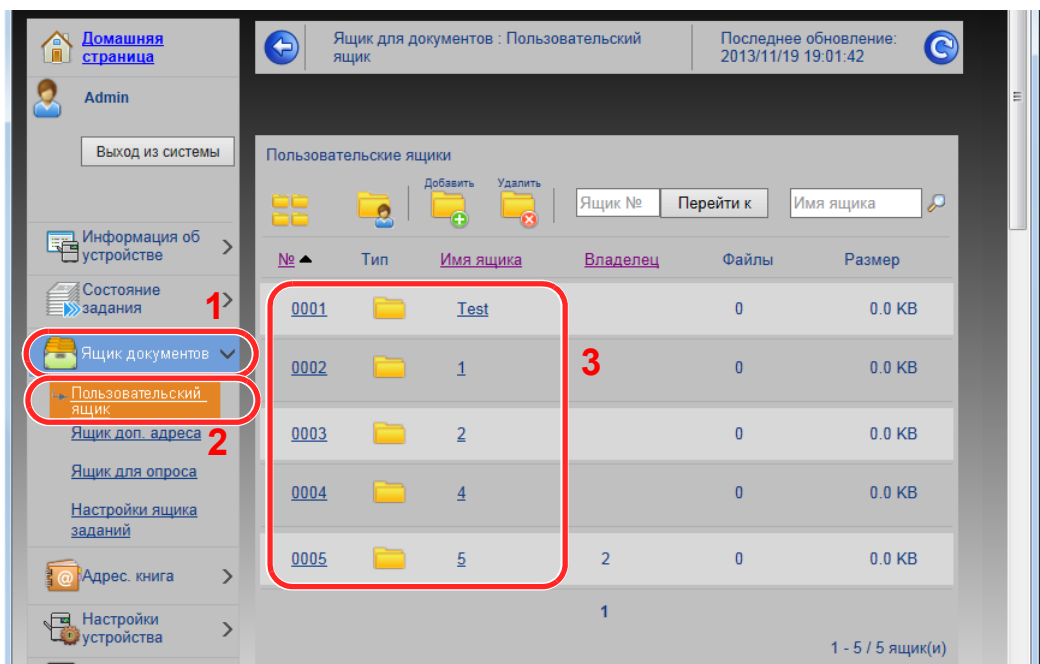 Домашняя
страница
Admin
Выход из системы
Информация об
устройстве
Состояние
задания
1
Ящик документов
Пользовательский
ящик
2
Ящик доп. адреса
Ящик для опроса
Настройки ящика
заданий
Адрес. книга
Настройки
устройства
Ящик для документов : Пользовательский
ящик
Последнее обновление:
2013/11/19 19:01:42
Пользовательские ящики
Добавить Удалить
Ящик № Перейти к Имя ящика
№ Тип Имя ящика Владелец Файлы Размер
0001 Test 0 0.0 KB
3
0002 1 0 0.0 KB
0003 2 0 0.0 KB
0004 4 0 0.0 KB
0005 5 2 0 0.0 KB
1
1 - 5 / 5 ящик(и)